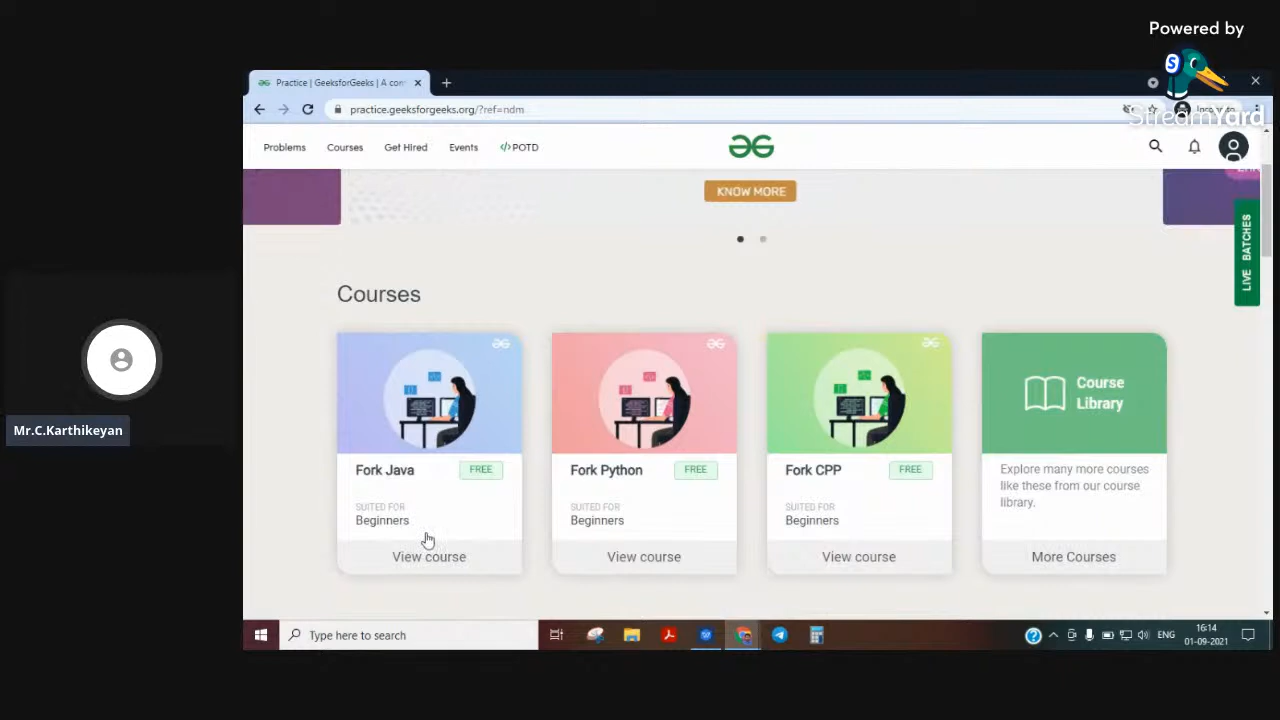 Powered by
StreamYard
Practice | GeeksforGeeks | A con
practice.geeksforgeeks.org/?ref=ndm
Problems
Courses
Get Hired
Events
</>POTD
KNOW MORE
LIVE BATCHES
Courses
Fork Java
FREE
SUITED FOR
Beginners
View course
Fork Python
FREE
SUITED FOR
Beginners
View course
Fork CPP
FREE
SUITED FOR
Beginners
View course
Course
Library
Explore many more courses
like these from our course
library.
More Courses
Mr.C.Karthikeyan
Type here to search
ENG
16:14
01-09-2021